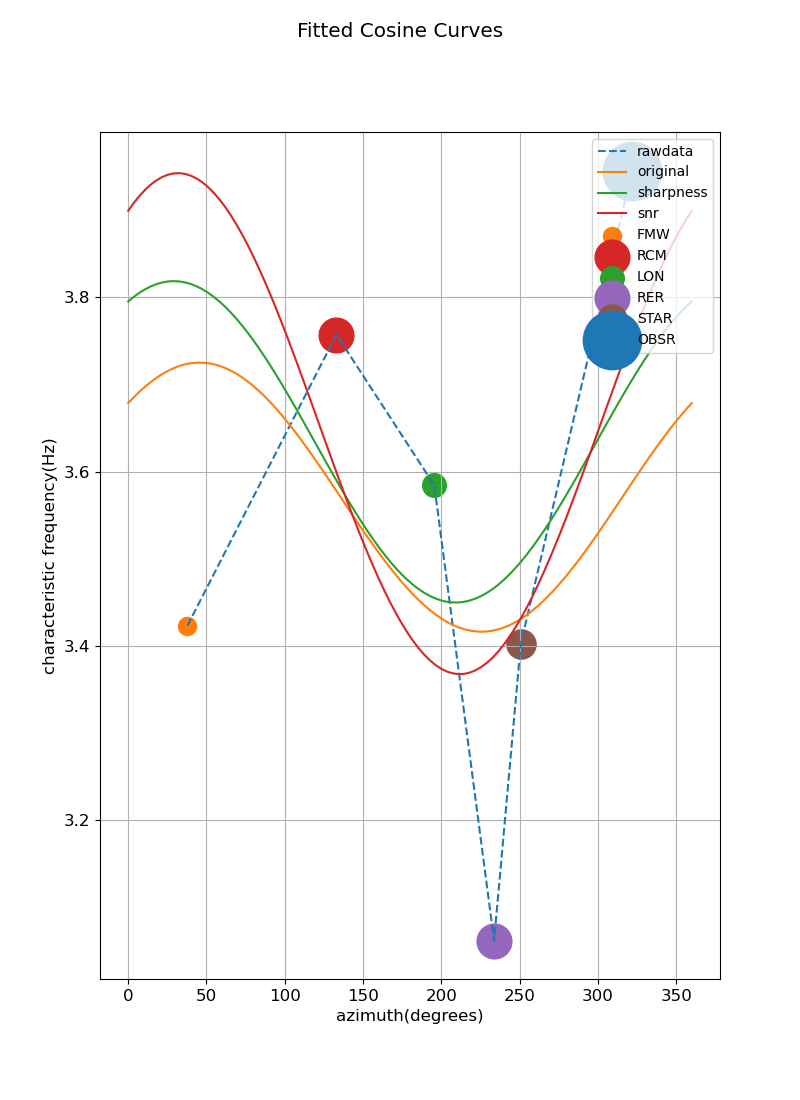 Fitted Cosine Curves
rawdata
original
sharpness
snr
FMW
RCM
LON
RER
STAR
OBSR
3.8
3.6
3.4
3.2
characteristic frequency(Hz)
0 50 100 150 200 250 300 350
azimuth(degrees)